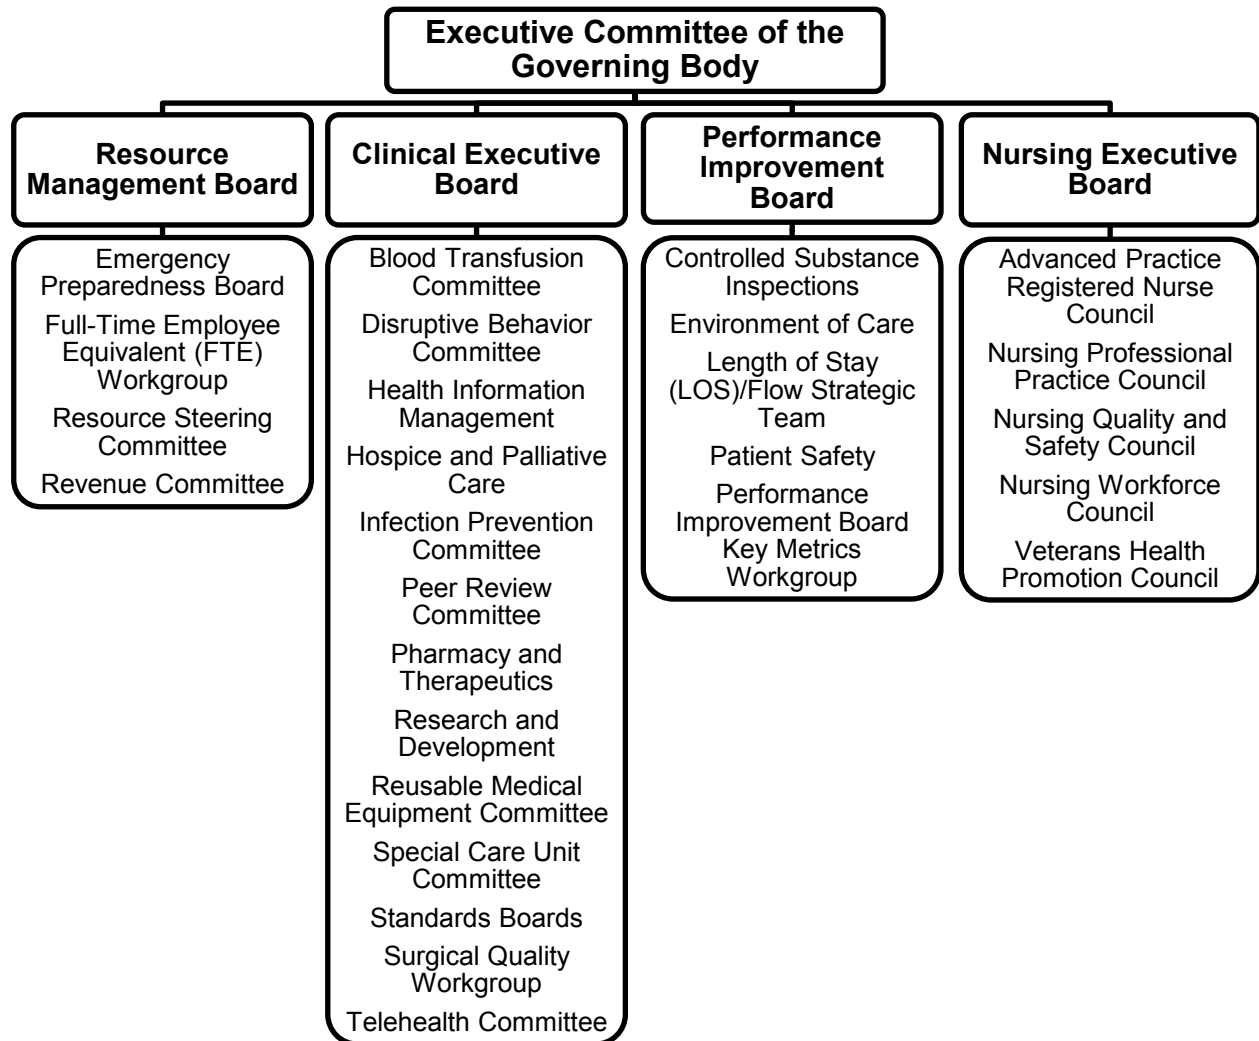 Executive Committee of the
Governing Body
Resource
Management Board
Clinical Executive
Board
Performance
Improvement
Board
Nursing Executive
Board
Emergency
Preparedness Board
Full-Time Employee
Equivalent (FTE)
Workgroup
Resource Steering
Committee
Revenue Committee
Blood Transfusion
Committee
Disruptive Behavior
Committee
Health Information
Management
Hospice and Palliative
Care
Infection Prevention
Committee
Peer Review
Committee
Pharmacy and
Therapeutics
Research and
Development
Reusable Medical
Equipment Committee
Special Care Unit
Committee
Standards Boards
Surgical Quality
Workgroup
Telehealth Committee
Controlled Substance
Inspections
Environment of Care
Length of Stay
(LOS)/Flow Strategic
Team
Patient Safety
Performance
Improvement Board
Key Metrics
Workgroup
Advanced Practice
Registered Nurse
Council
Nursing Professional
Practice Council
Nursing Quality and
Safety Council
Nursing Workforce
Council
Veterans Health
Promotion Council